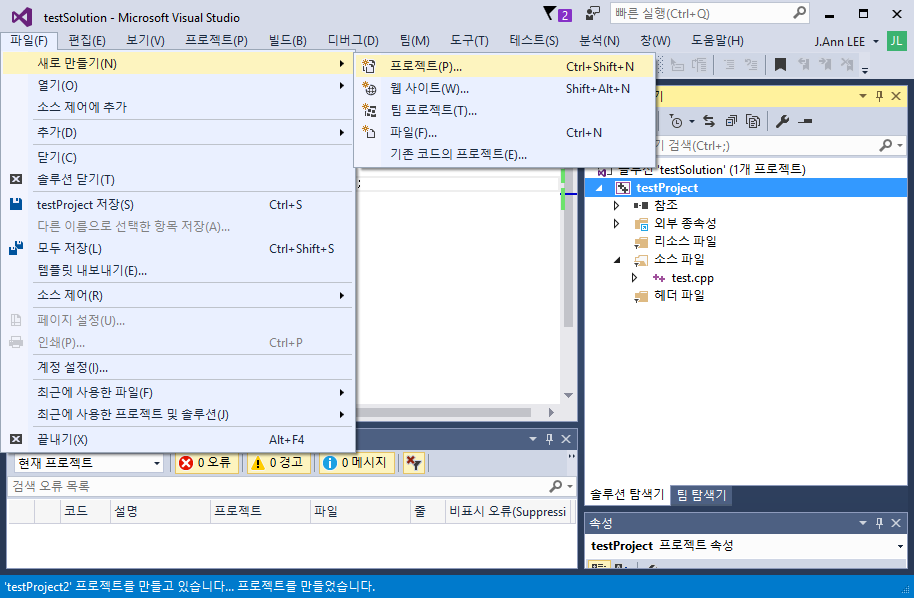 testSolution - Microsoft Visual Studio
2
빠른 실행(Ctrl+Q)
파일(F) 편집(E) 보기(V) 프로젝트(P) 빌드(B) 디버그(D) 팀(M) 도구(T) 테스트(S) 분석(N) 창(W) 도움말(H) J.Ann LEE JL
새로 만들기(N)
열기(O)
소스 제어에 추가
추가(D)
닫기(C)
솔루션 닫기(T)
testProject 저장(S) Ctrl+S
다른 이름으로 선택한 항목 저장(A)...
모두 저장(L) Ctrl+Shift+S
템플릿 내보내기(E)...
소스 제어(R)
페이지 설정(U)...
인쇄(P)... Ctrl+P
계정 설정(I)...
최근에 사용한 파일(F)
최근에 사용한 프로젝트 및 솔루션(J)
끝내기(X) Alt+F4
프로젝트(P)... Ctrl+Shift+N
웹 사이트(W)... Shift+Alt+N
팀 프로젝트(T)...
파일(F)... Ctrl+N
기존 코드의 프로젝트(E)...
;
기
기 검색(Ctrl+;)
솔루션 'testSolution' (1개 프로젝트)
testProject
참조
외부 종속성
리소스 파일
소스 파일
test.cpp
헤더 파일
솔루션 탐색기 팀 탐색기
속성
testProject 프로젝트 속성
현재 프로젝트 0 오류 0 경고 0 메시지
검색 오류 목록
코드 설명 프로젝트 파일 줄 비표시 오류(Suppressi
'testProject2' 프로젝트를 만들고 있습니다... 프로젝트를 만들었습니다.